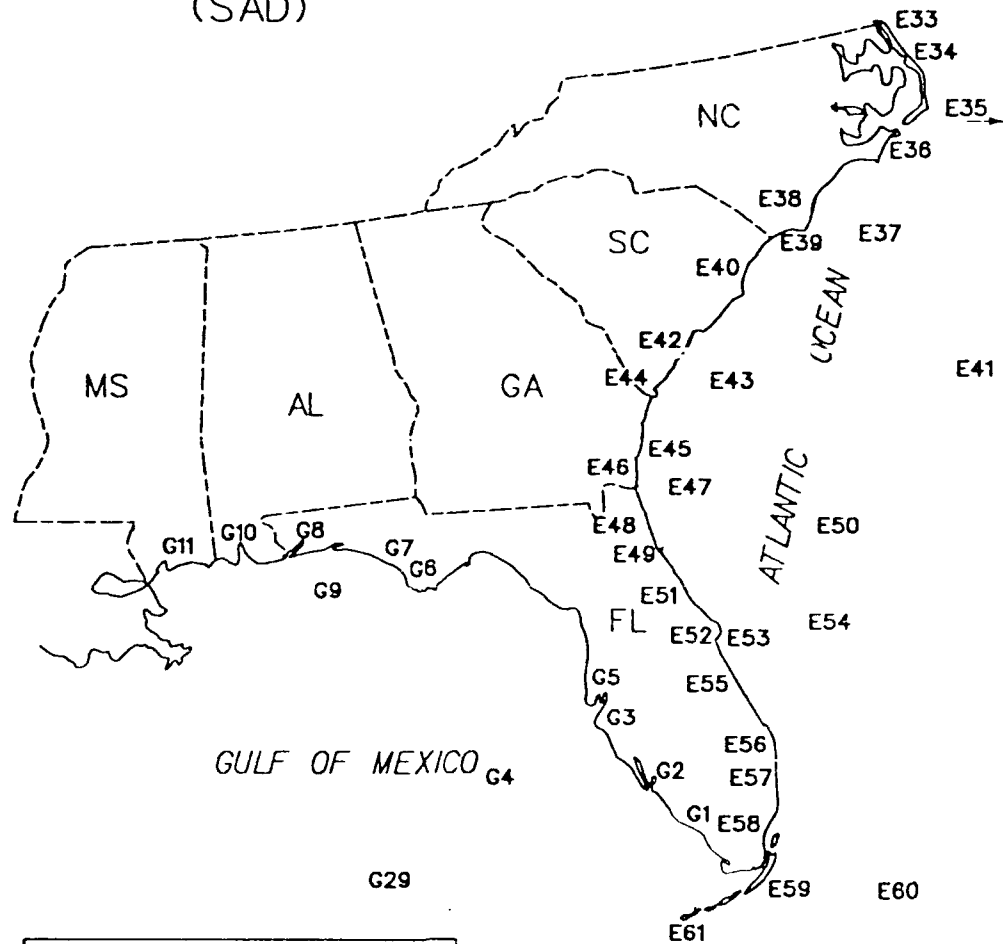 (SAD)
E33
E34
E35
NC
E36
E38
E37
SC
E39
E40
OCEAN
E42
E41
MS
E44
E43
GA
AL
E45
E46
E47
ATLANTIC
E48
E50
G8
G10
G11
G7
E49
G6
G9
E51
FL
E54
E52
E53
G5
E55
G3
E56
GULF OF MEXICO
G4
G2
E57
G1
E58
G29
E59
E60
E61